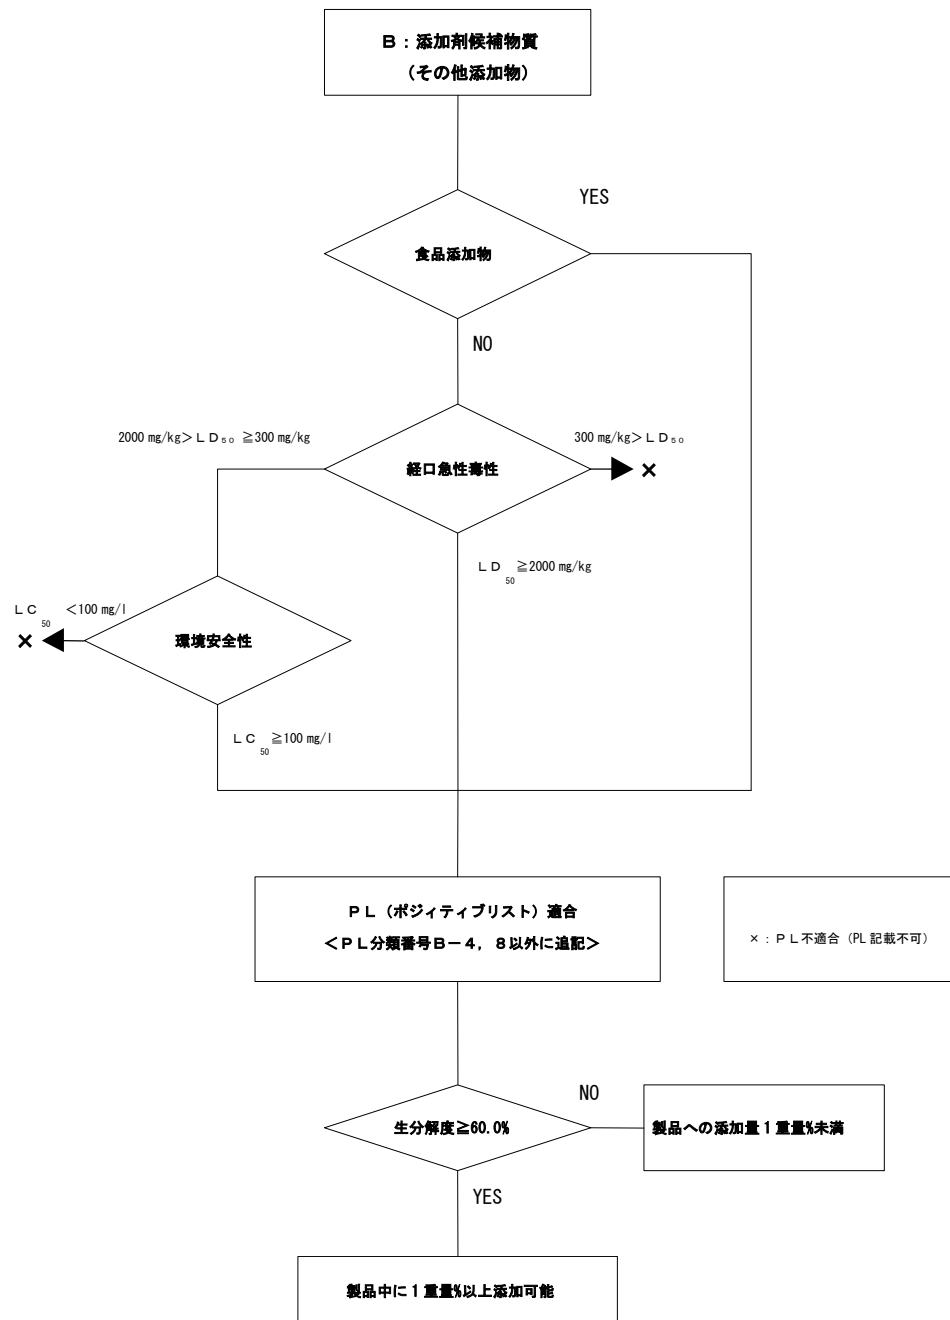 B：添加剤候補物質
（その他添加物）
YES
食品添加物
NO
2000 mg/kg＞ＬＤ₅₀ ≧300 mg/kg
300 mg/kg＞ＬＤ₅₀
経口急性毒性
ＬＤ₅₀≧2000 mg/kg
ＬＣ₅₀ ＜100 mg/l
環境安全性
ＬＣ₅₀≧100 mg/l
ＰＬ（ポジィティブリスト）適合
＜ＰＬ分類番号Ｂ－４，８以外に追記＞
×：ＰＬ不適合（PL 記載不可）
生分解度≧60.0%
NO
製品への添加量１重量%未満
YES
製品中に１重量%以上添加可能